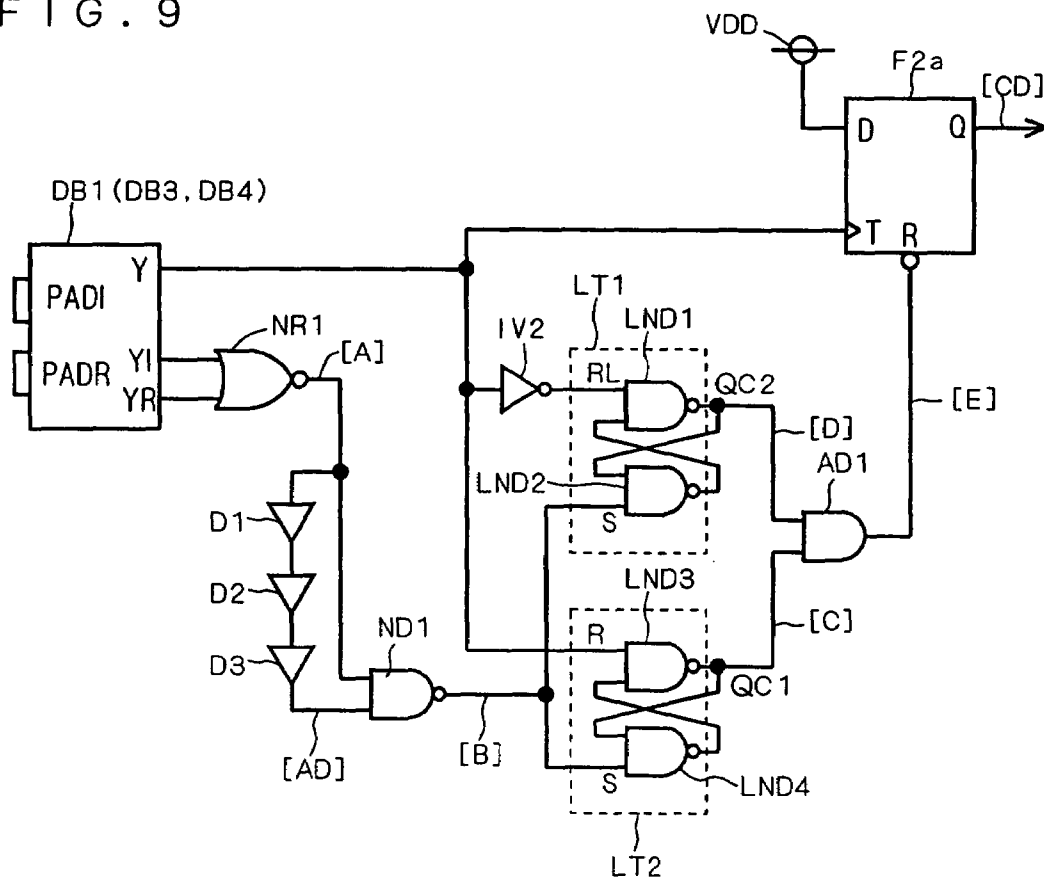 FIG. 9
VDD
F2a
[CD]
D
Q
T
R
DB1(DB3,DB4)
Y
PADI
PADR
YI
YR
NR1
[A]
LT1
IV2
LND1
RL
QC2
[D]
[E]
LND2
S
AD1
D1
D2
D3
ND1
LND3
R
[C]
QC1
[AD]
[B]
S
LND4
LT2